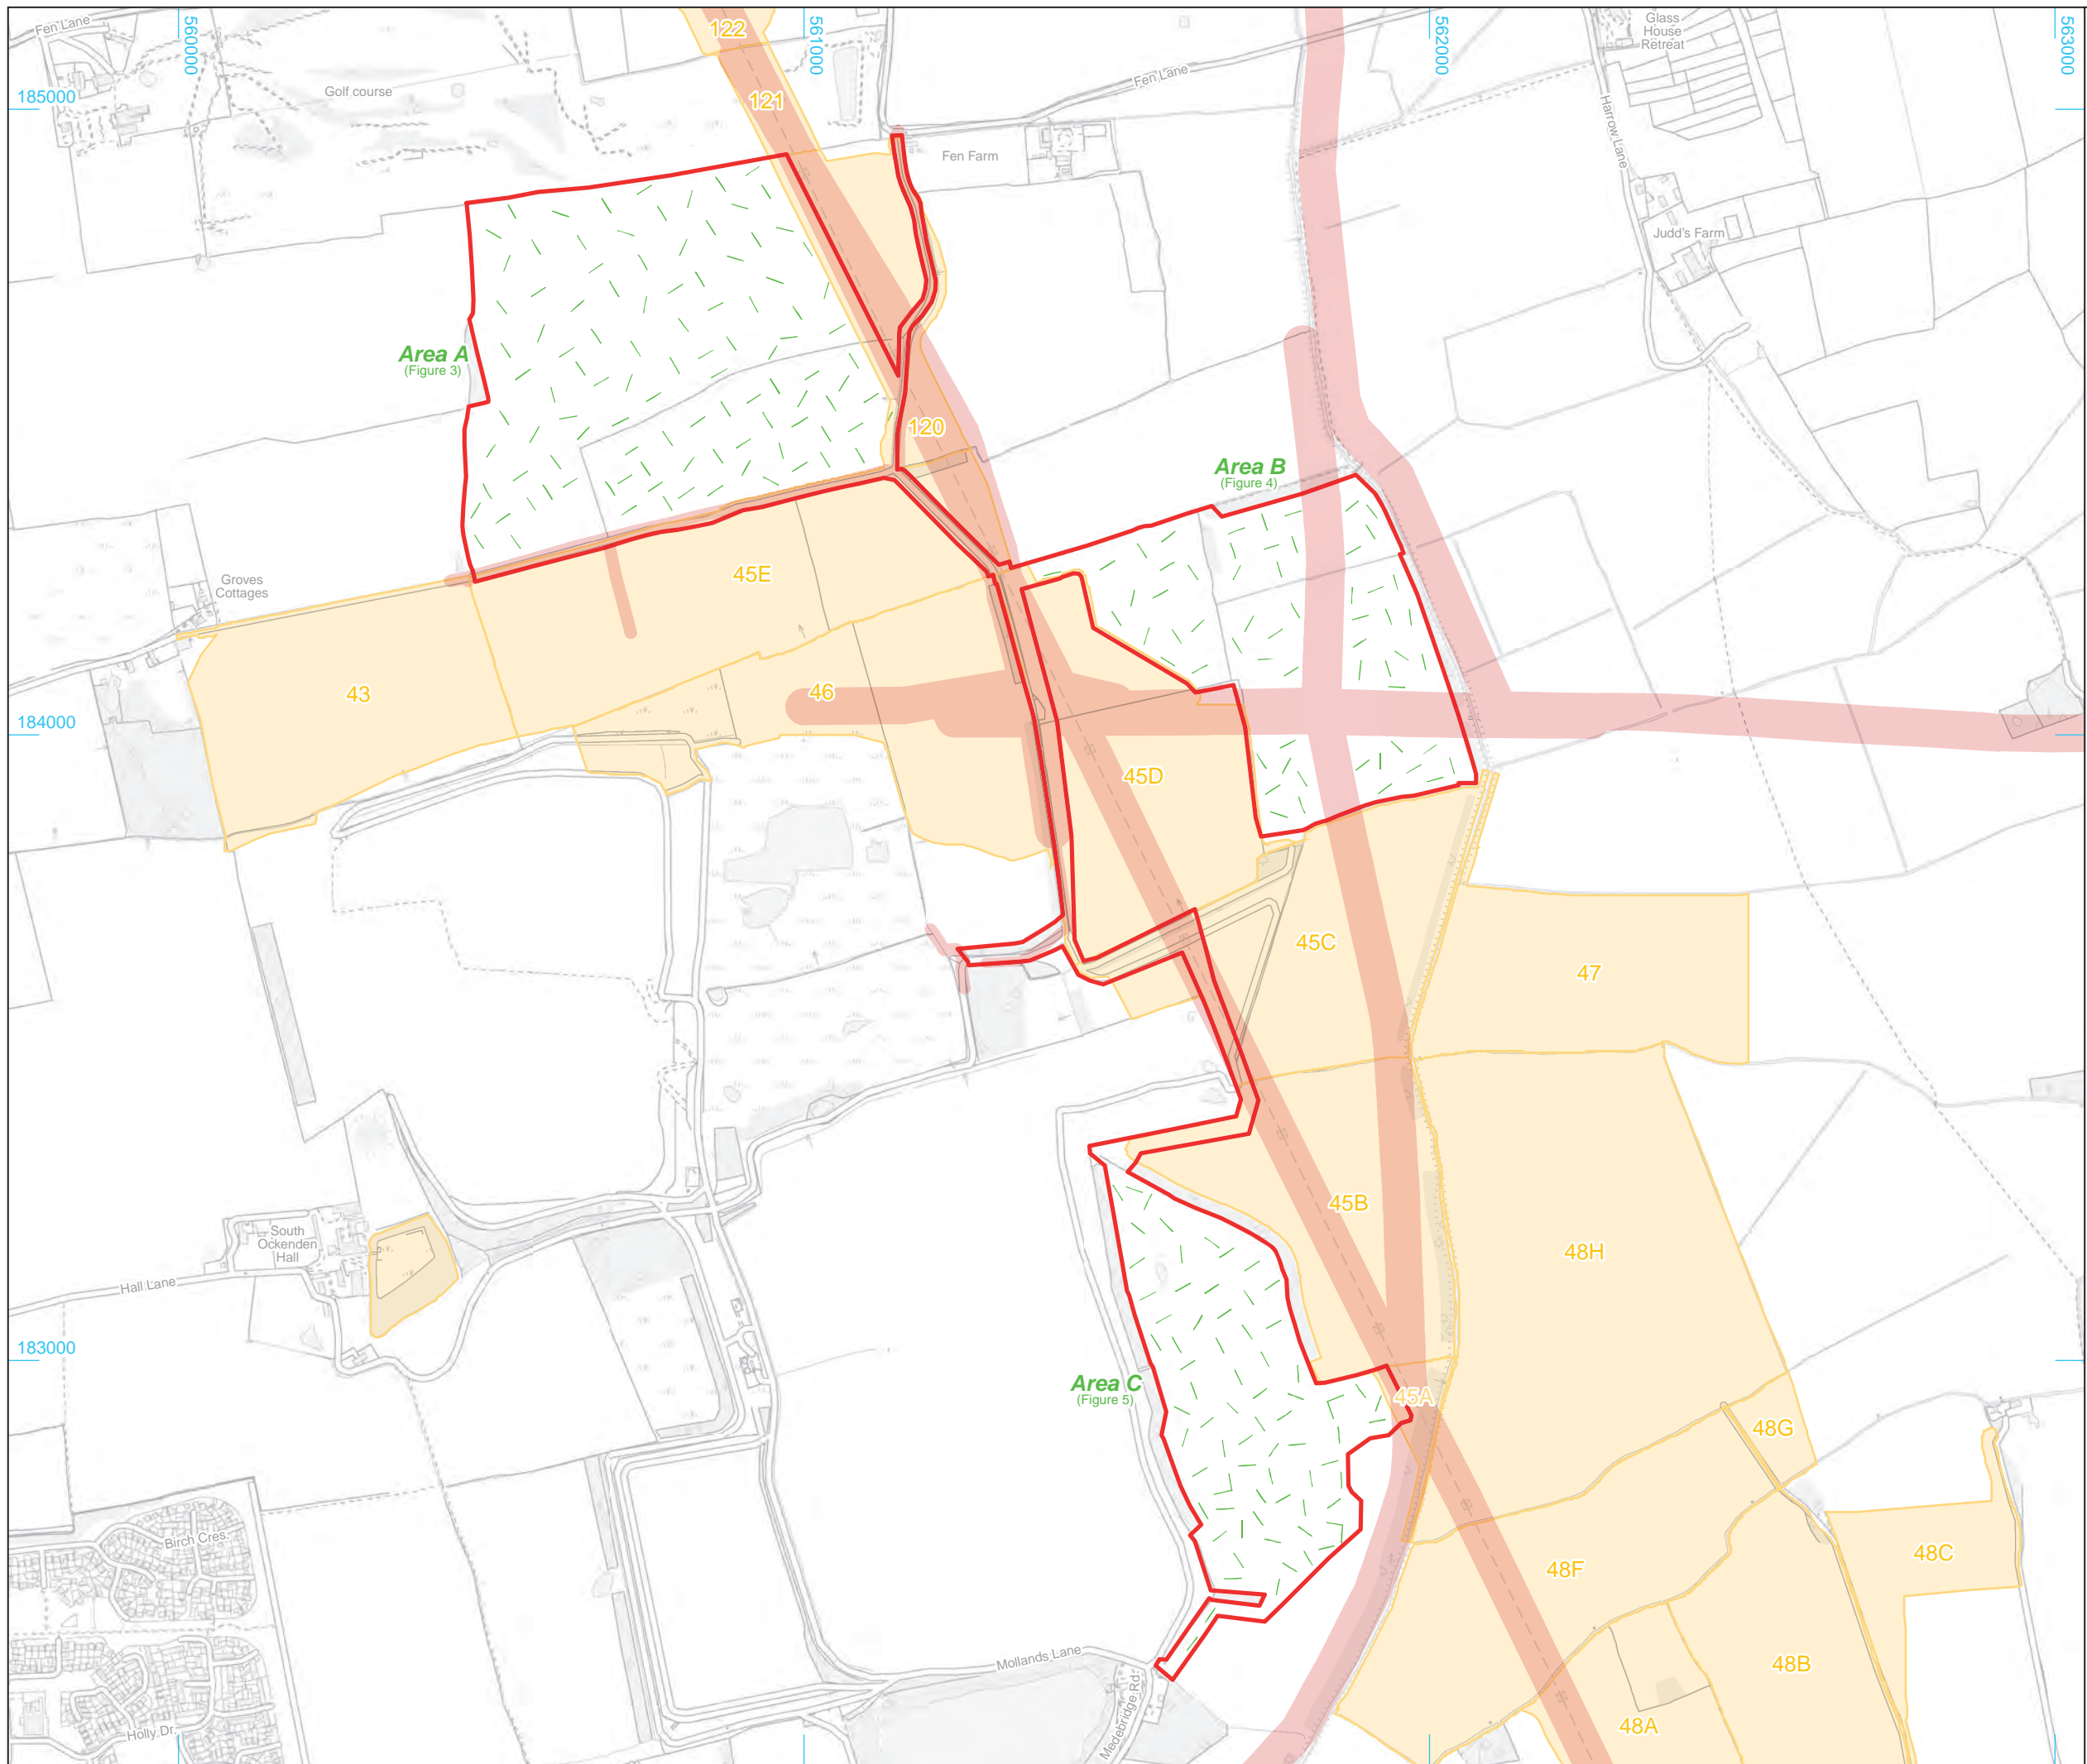 Fen Lane
560000
122
561000
562000
Glass
House
Retreat
563000
Golf course
Fen Lane
185000
121
Harrow Lane
Fen Farm
Judd's Farm
Area A
(Figure 3)
120
Area B
(Figure 4)
Groves
Cottages
45E
43
46
184000
45D
45C
47
45B
South
Ockenden
Hall
48H
Hall Lane
183000
Area C
(Figure 5)
45A
48G
Birch Cres.
48F
48C
Mollands Lane
48B
Medebridge Rd
Holly Dr.
48A